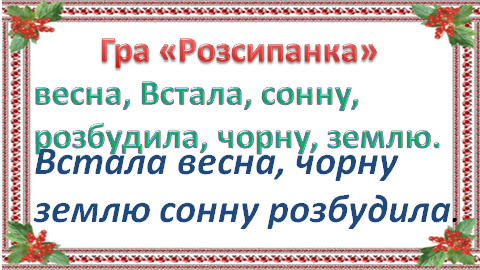 Гра «Розсипанка»
весна, Встала, сонну,
розбудила, чорну, землю.
Встала весна, чорну
землю сонну розбудила.